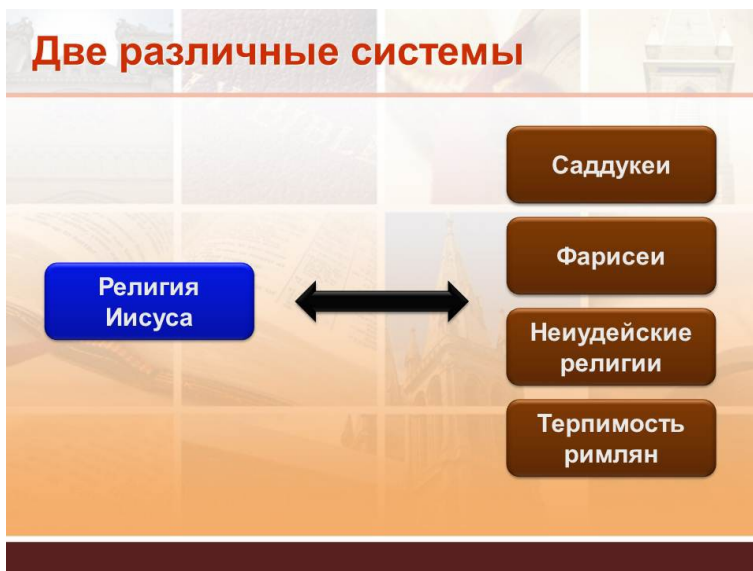 Две различные системы
Саддукеи
Фарисеи
Религия
Иисуса
Неиудейские
религии
Терпимость
римлян